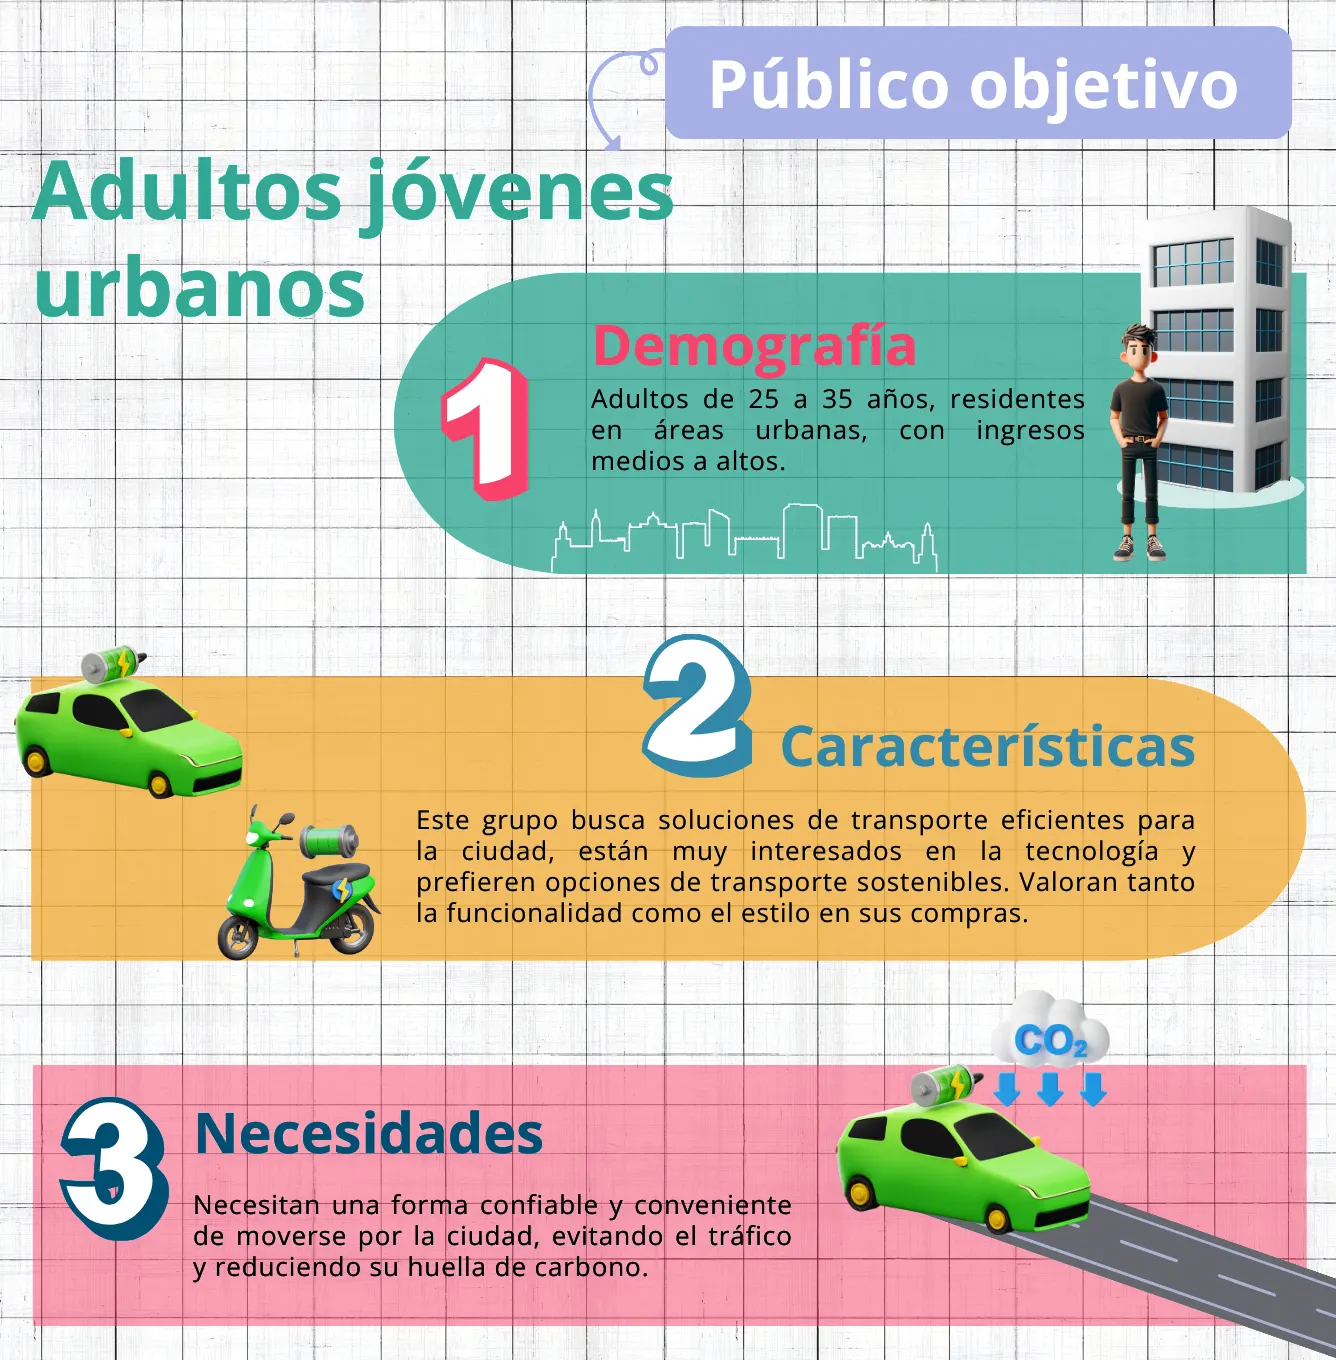 Público objetivo
Adultos jóvenes
urbanos
1
Demografía
Adultos de 25 a 35 años, residentes
en áreas urbanas, con ingresos
medios a altos.
2
Características
Este grupo busca soluciones de transporte eficientes para
la ciudad, están muy interesados en la tecnología y
prefieren opciones de transporte sostenibles. Valoran tanto
la funcionalidad como el estilo en sus compras.
CO₂
3
Necesidades
Necesitan una forma confiable y conveniente
de moverse por la ciudad, evitando el tráfico
y reduciendo su huella de carbono.